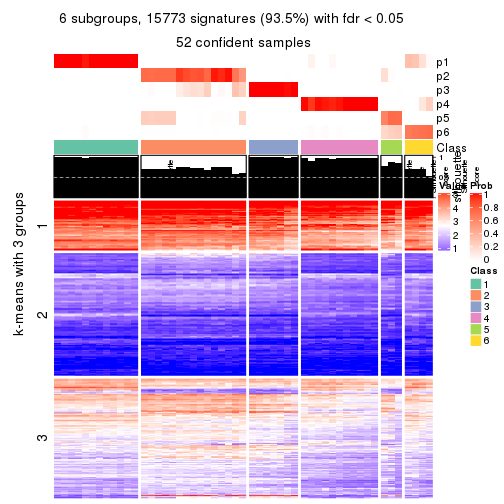 6 subgroups, 15773 signatures (93.5%) with fdr < 0.05
52 confident samples
p1
p2
p3
p4
p5
p6
Class
1
Silhouette
score
k-means with 3 groups
1
2
3
Value
4
3
2
1
Prob
1
0.8
0.6
0.4
0.2
0
Class
1
2
3
4
5
6